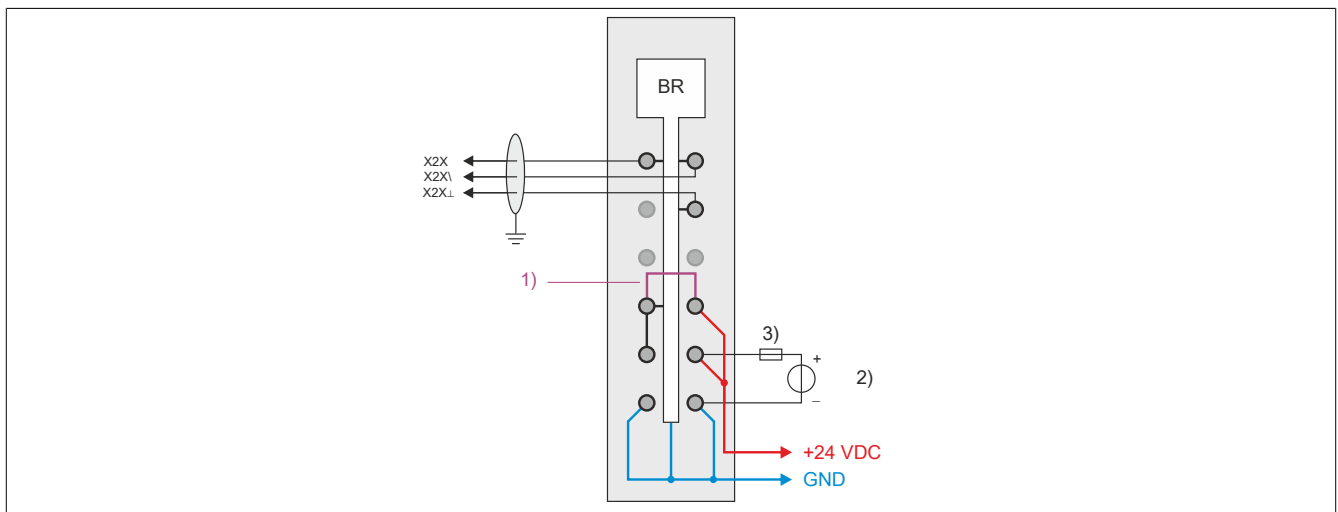 BR
X2X
X2X\
X2X⊥
1)
3)
+
2)
–
+24 VDC
GND